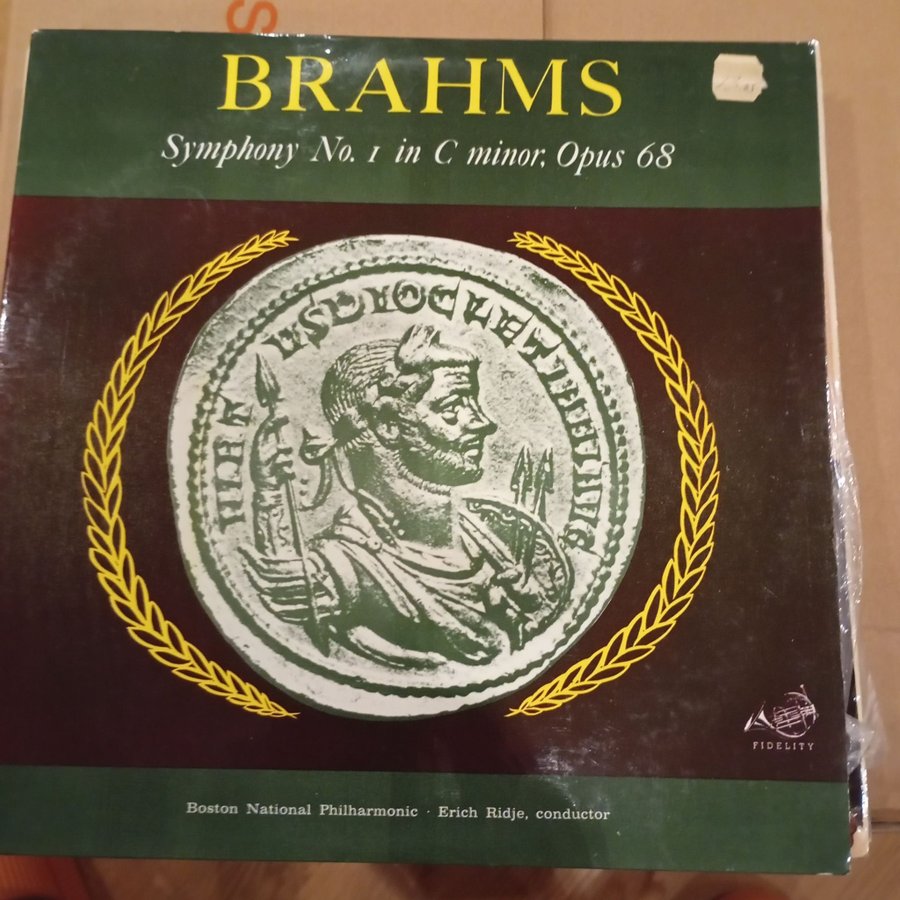 BRAHMS
Symphony No. 1 in C minor, Opus 68
FIDELITY
Boston National Philharmonic · Erich Ridje, conductor